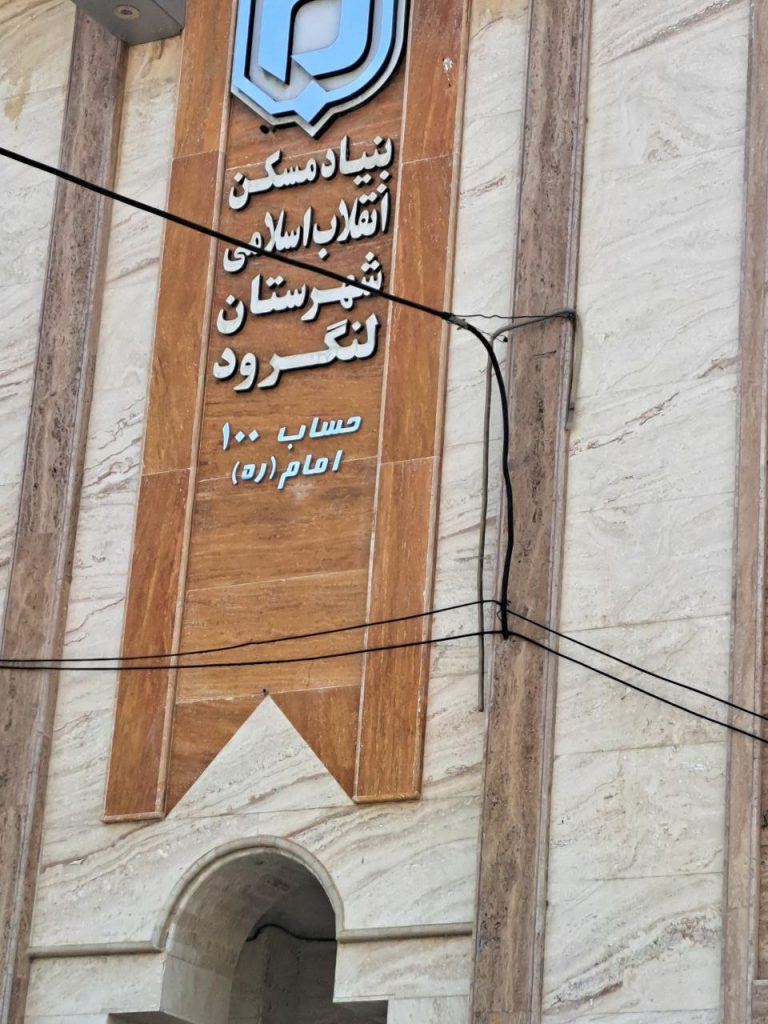 بنیاد مسکن
انقلاب اسلامی
شهرستان
لنگرود
حساب ۱۰۰
امام (ره)